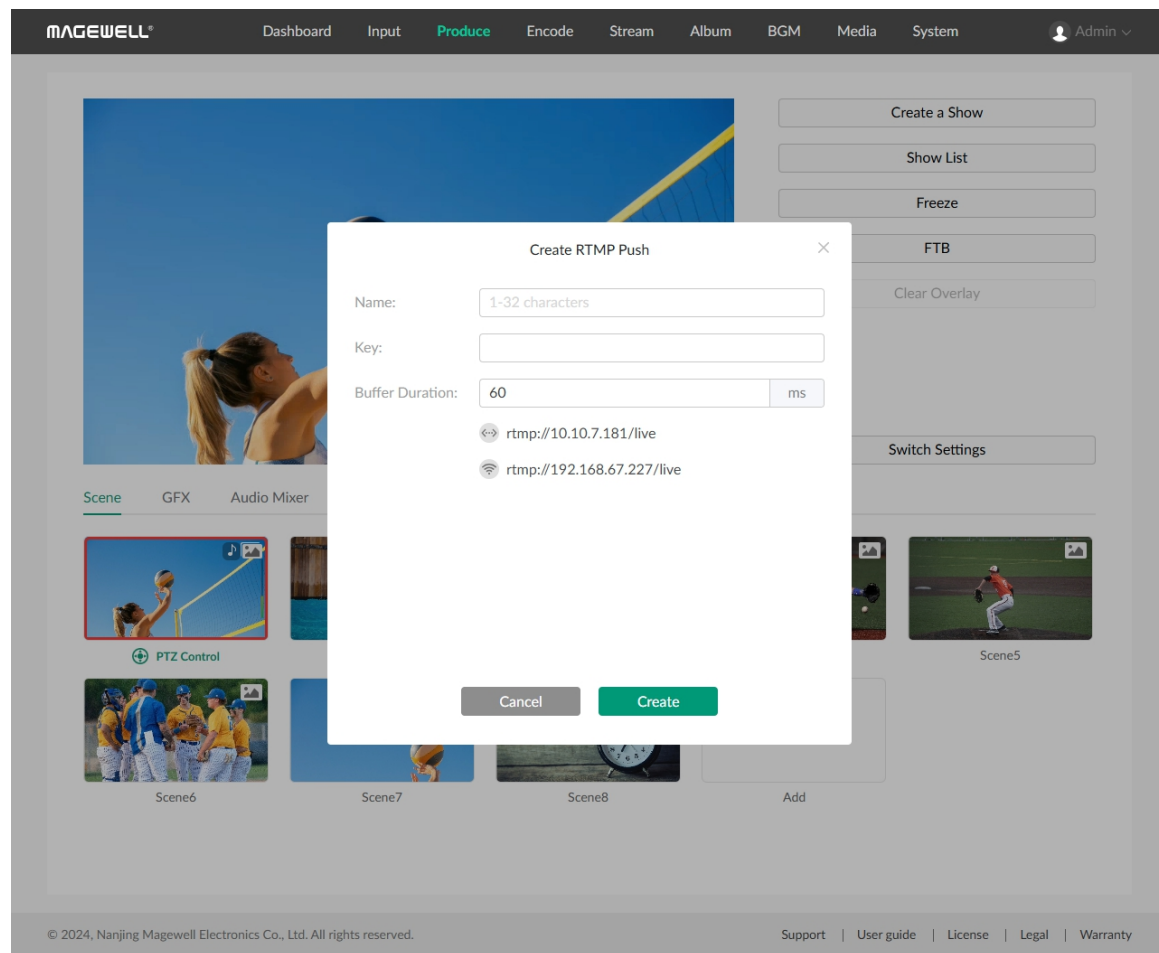 MAGEWELL®
Dashboard Input Produce Encode Stream Album BGM Media System Admin
Create a Show
Show List
Freeze
FTB
Clear Overlay
Switch Settings
Create RTMP Push
Name: 1-32 characters
Key:
Buffer Duration: 60 ms
rtmp://10.10.7.181/live
rtmp://192.168.67.227/live
Cancel Create
Scene GFX Audio Mixer
PTZ Control
Scene5
Scene6 Scene7 Scene8 Add
© 2024, Nanjing Magewell Electronics Co., Ltd. All rights reserved. Support | User guide | License | Legal | Warranty